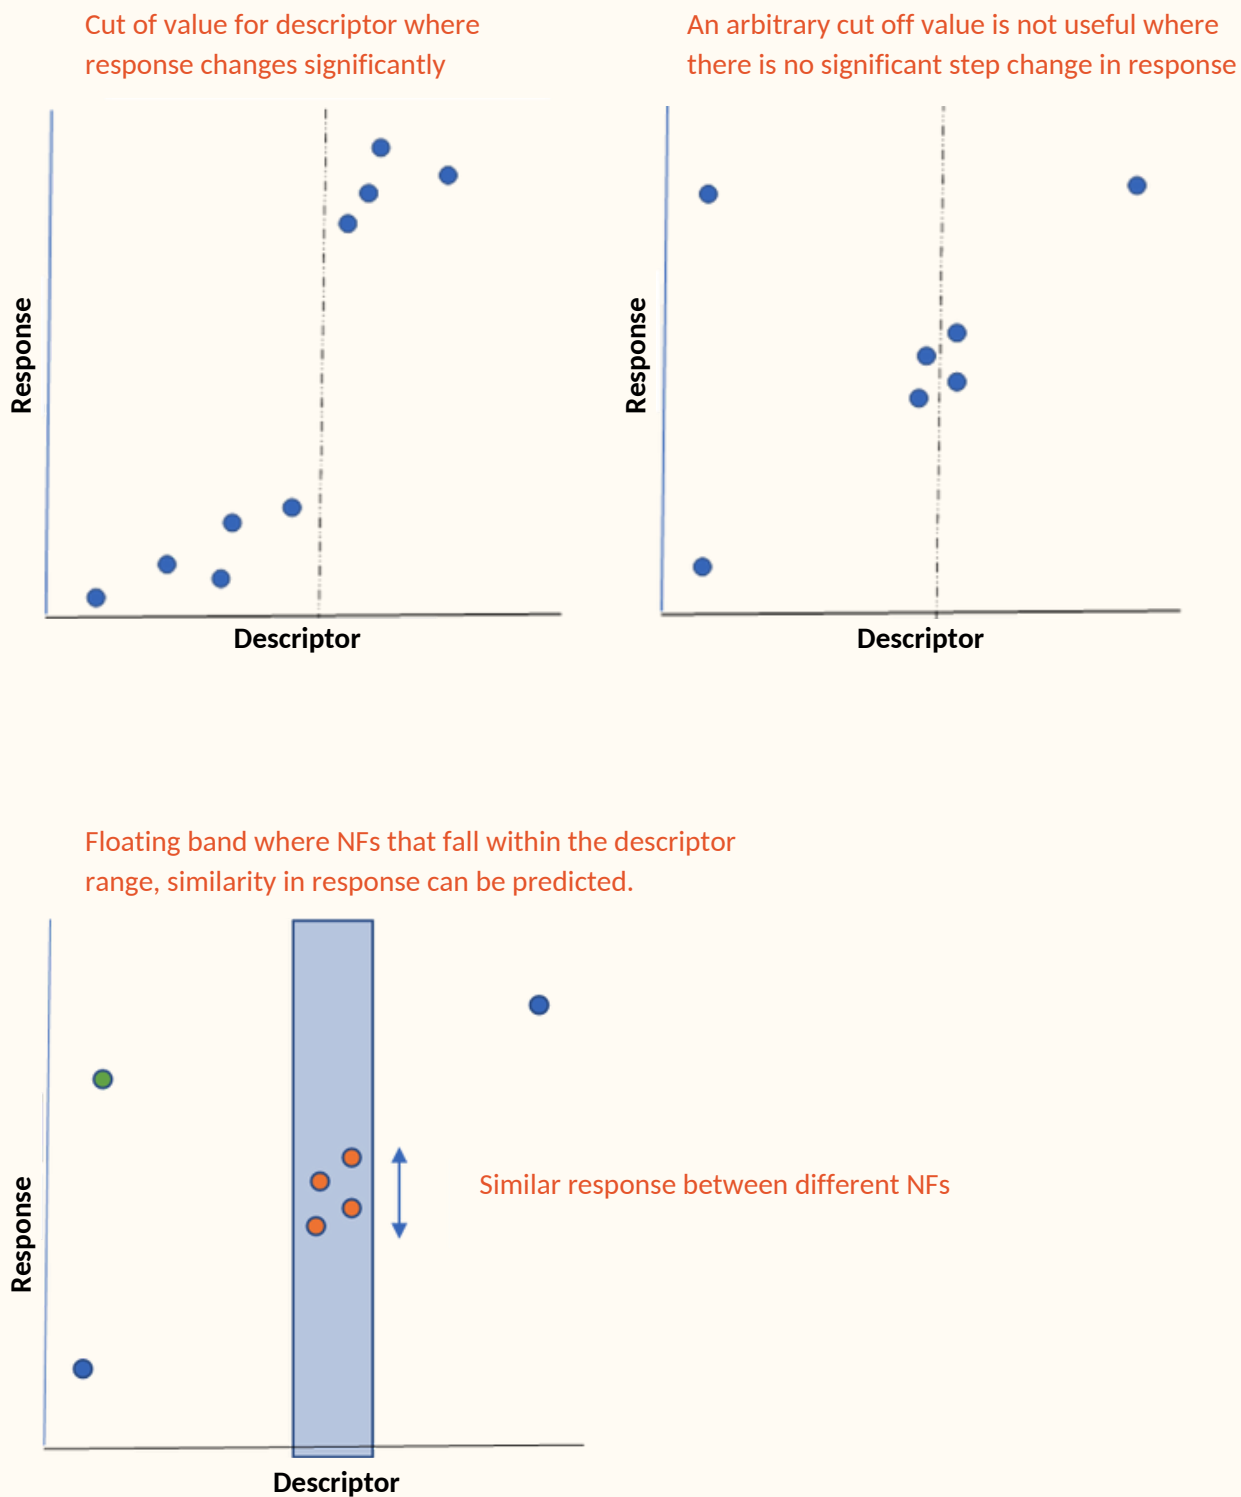 Cut of value for descriptor where
response changes significantly
Response
Descriptor
An arbitrary cut off value is not useful where
there is no significant step change in response
Response
Descriptor
Floating band where NFs that fall within the descriptor
range, similarity in response can be predicted.
Response
Similar response between different NFs
Descriptor